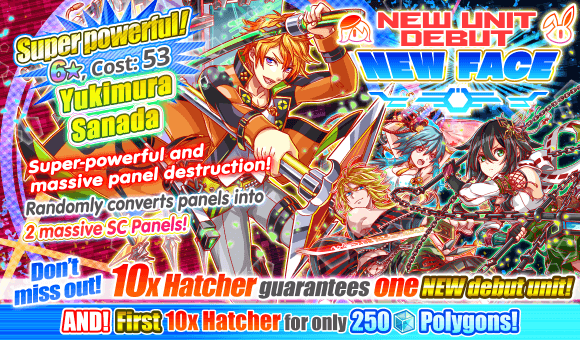 Super powerful!
6☆, Cost: 53
Yukimura
Sanada
Super-powerful and
massive panel destruction!
Randomly converts panels into
2 massive SC Panels!
NEW UNIT
DEBUT
NEW FACE
Don't
miss out!
10x Hatcher guarantees one NEW debut unit!
AND! First 10x Hatcher for only 250 Polygons!